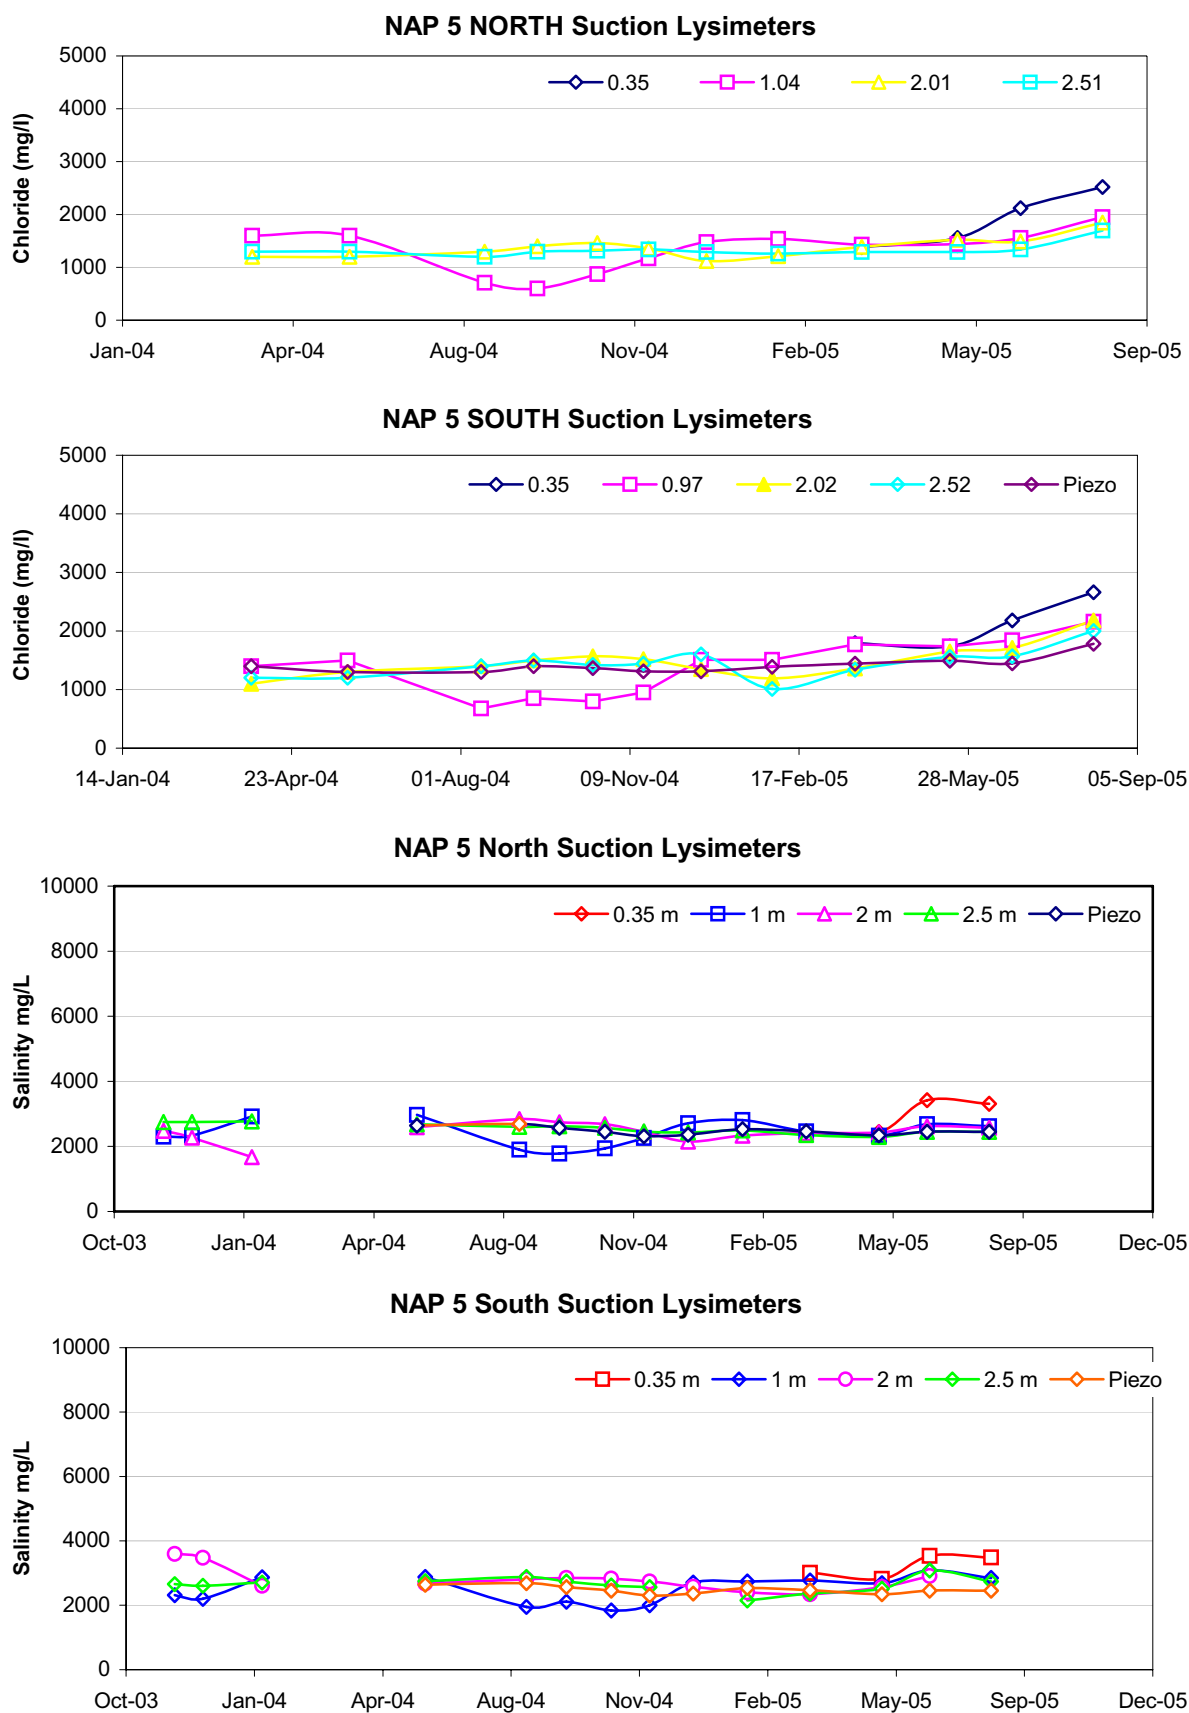 NAP 5 NORTH Suction Lysimeters
5000
4000
3000
2000
1000
0
Chloride (mg/l)
0.35 1.04 2.01 2.51
Jan-04 Apr-04 Aug-04 Nov-04 Feb-05 May-05 Sep-05
NAP 5 SOUTH Suction Lysimeters
5000
4000
3000
2000
1000
0
Chloride (mg/l)
0.35 0.97 2.02 2.52 Piezo
14-Jan-04 23-Apr-04 01-Aug-04 09-Nov-04 17-Feb-05 28-May-05 05-Sep-05
NAP 5 North Suction Lysimeters
10000
8000
6000
4000
2000
0
Salinity mg/L
0.35 m 1 m 2 m 2.5 m Piezo
Oct-03 Jan-04 Apr-04 Aug-04 Nov-04 Feb-05 May-05 Sep-05 Dec-05
NAP 5 South Suction Lysimeters
10000
8000
6000
4000
2000
0
Salinity mg/L
0.35 m 1 m 2 m 2.5 m Piezo
Oct-03 Jan-04 Apr-04 Aug-04 Nov-04 Feb-05 May-05 Sep-05 Dec-05